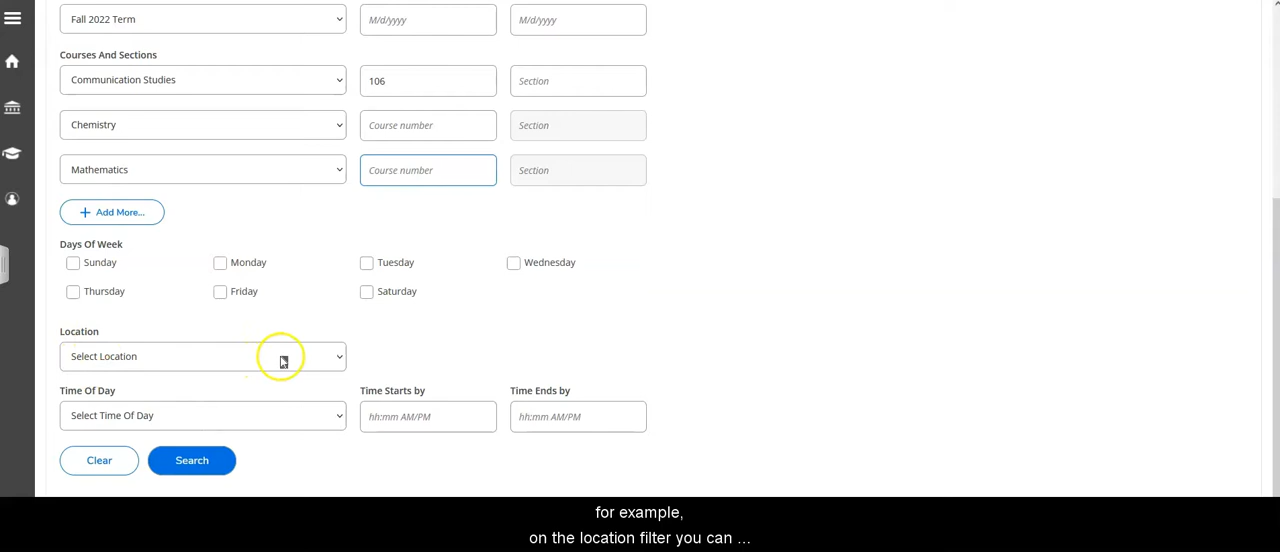 Fall 2022 Term M/d/yyyy M/d/yyyy
Courses And Sections
Communication Studies 106 Section
Chemistry Course number Section
Mathematics Course number Section
+ Add More...
Days Of Week
Sunday Monday Tuesday Wednesday
Thursday Friday Saturday
Location
Select Location
Time Of Day Time Starts by Time Ends by
Select Time Of Day hh:mm AM/PM hh:mm AM/PM
Clear Search
for example,
on the location filter you can ...